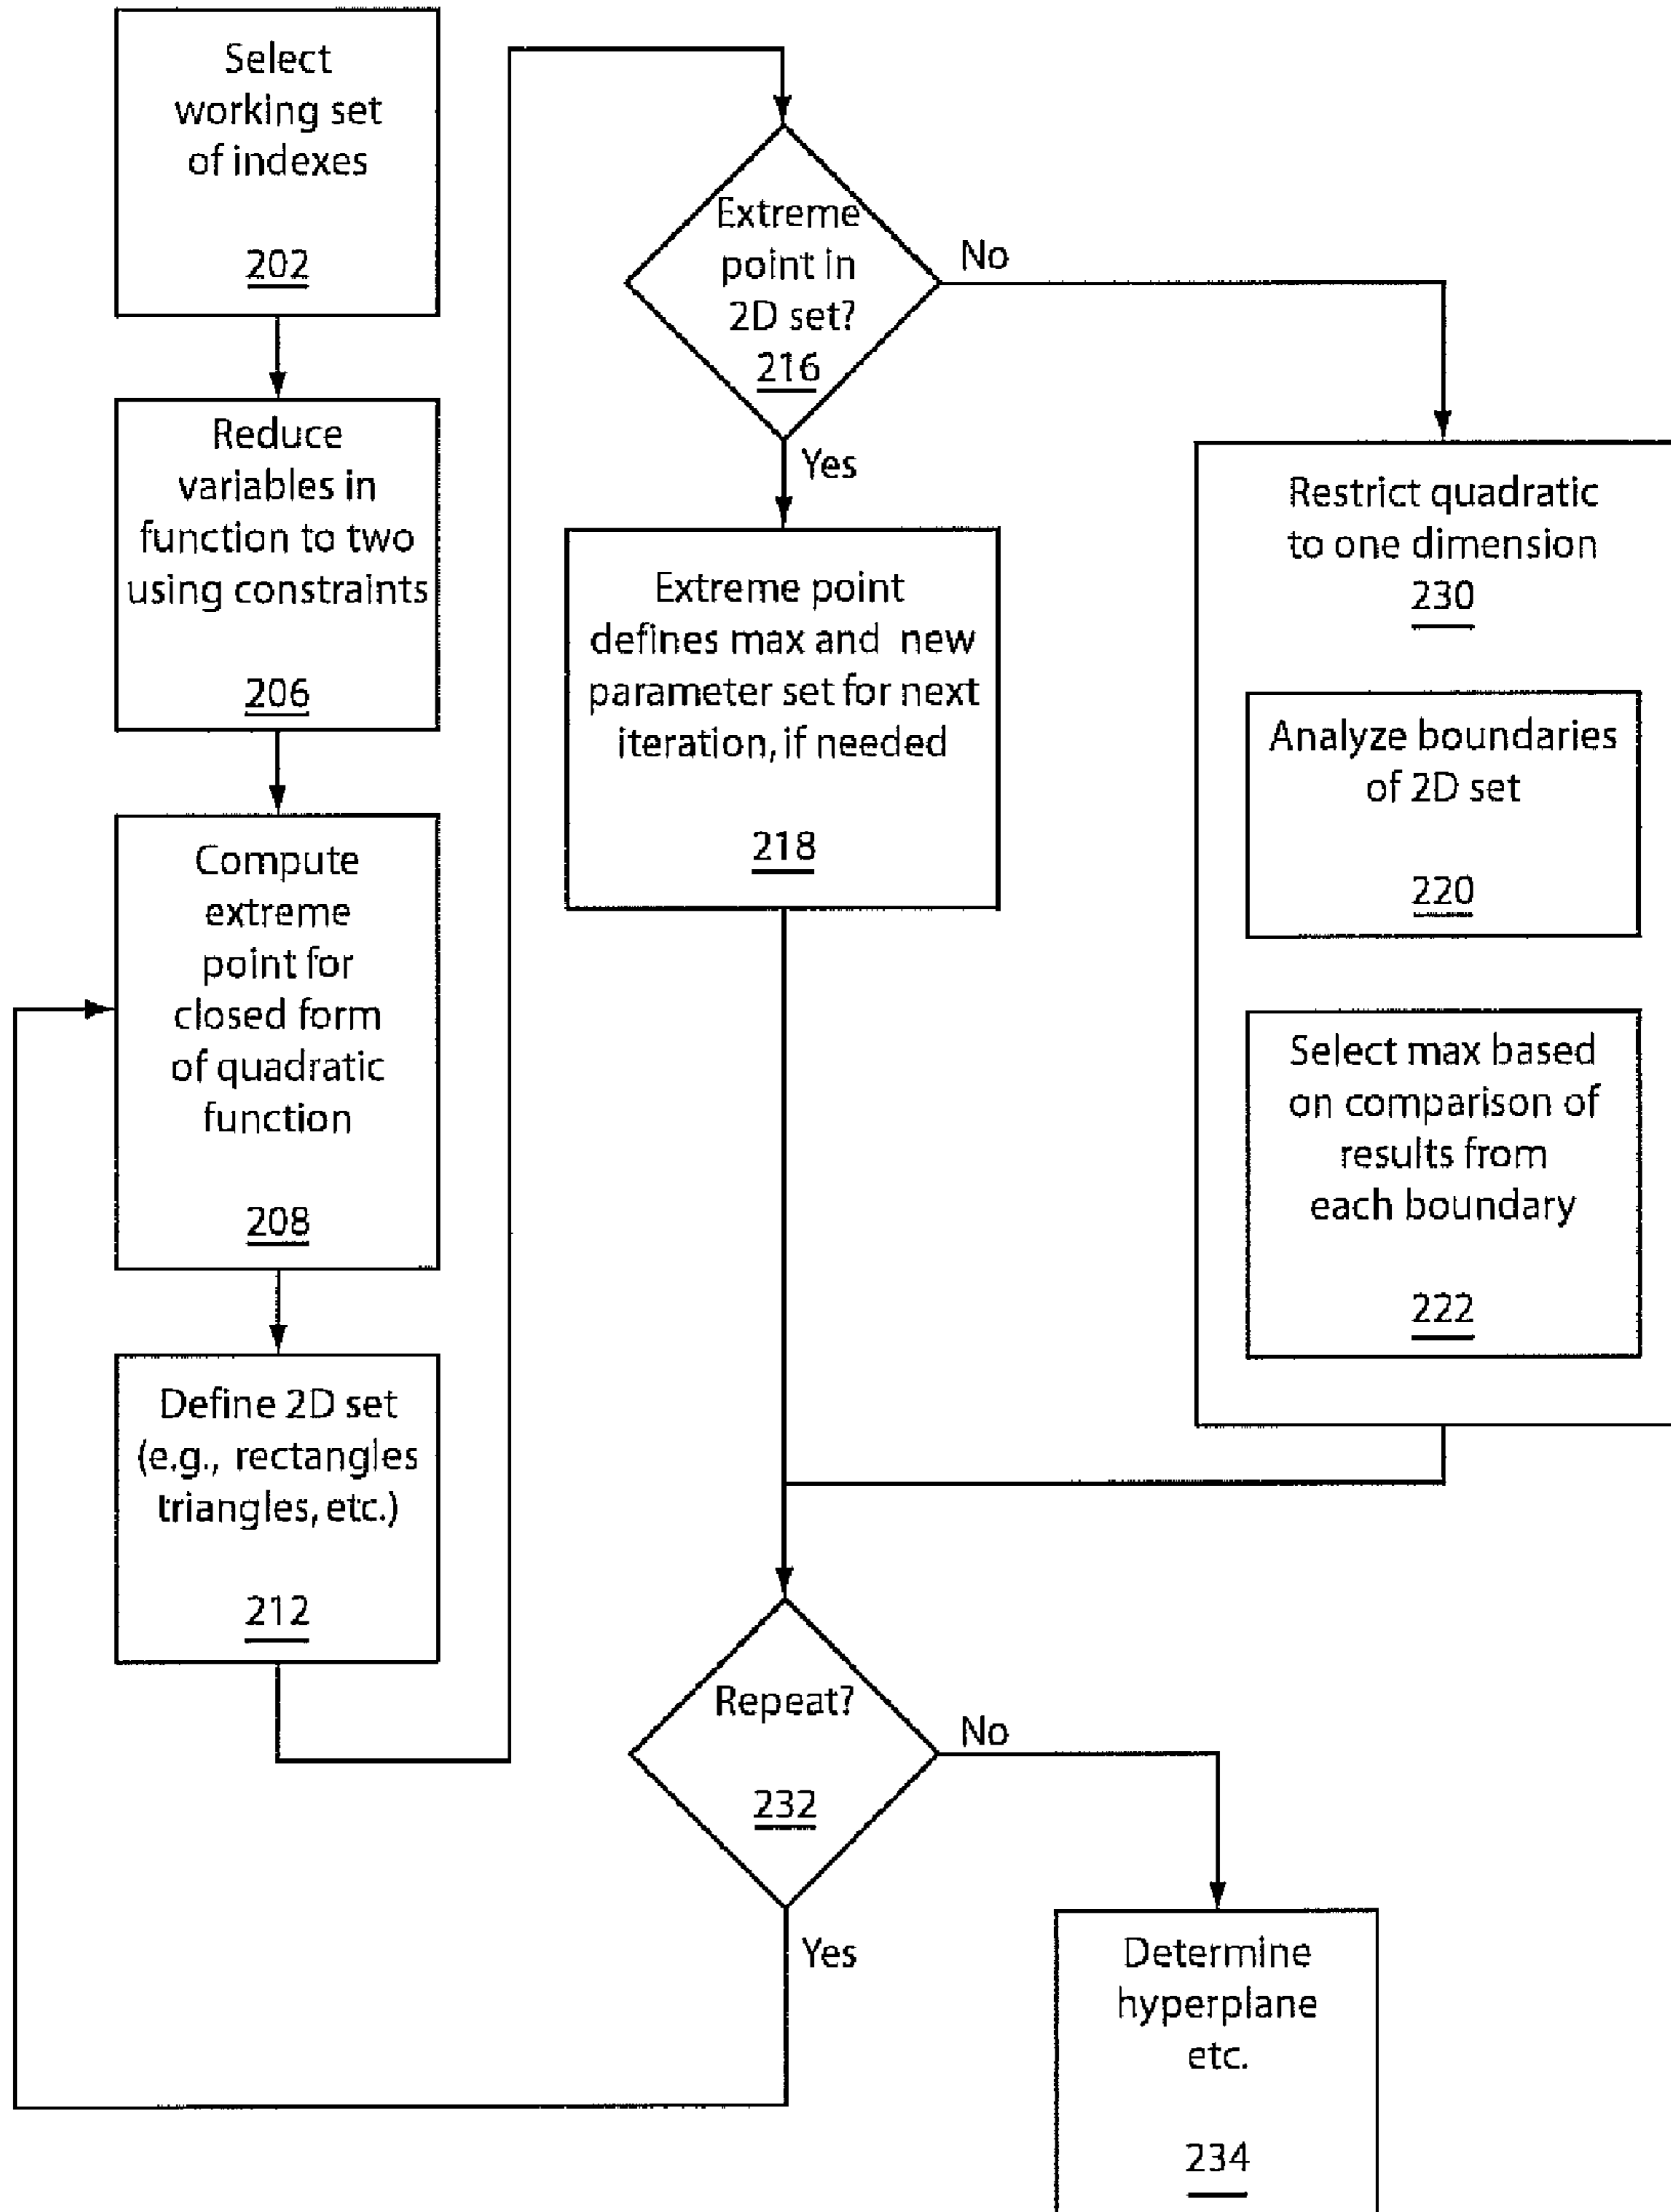 Select
working set
of indexes
202
Reduce
variables in
function to two
using constraints
206
Compute
extreme
point for
closed form
of quadratic
function
208
Define 2D set
(e.g., rectangles
triangles, etc.)
212
Extreme
point in
2D set?
216
No
Yes
Extreme point
defines max and new
parameter set for next
iteration, if needed
218
Restrict quadratic
to one dimension
230
Analyze boundaries
of 2D set
220
Select max based
on comparison of
results from
each boundary
222
Repeat?
232
No
Yes
Determine
hyperplane
etc.
234